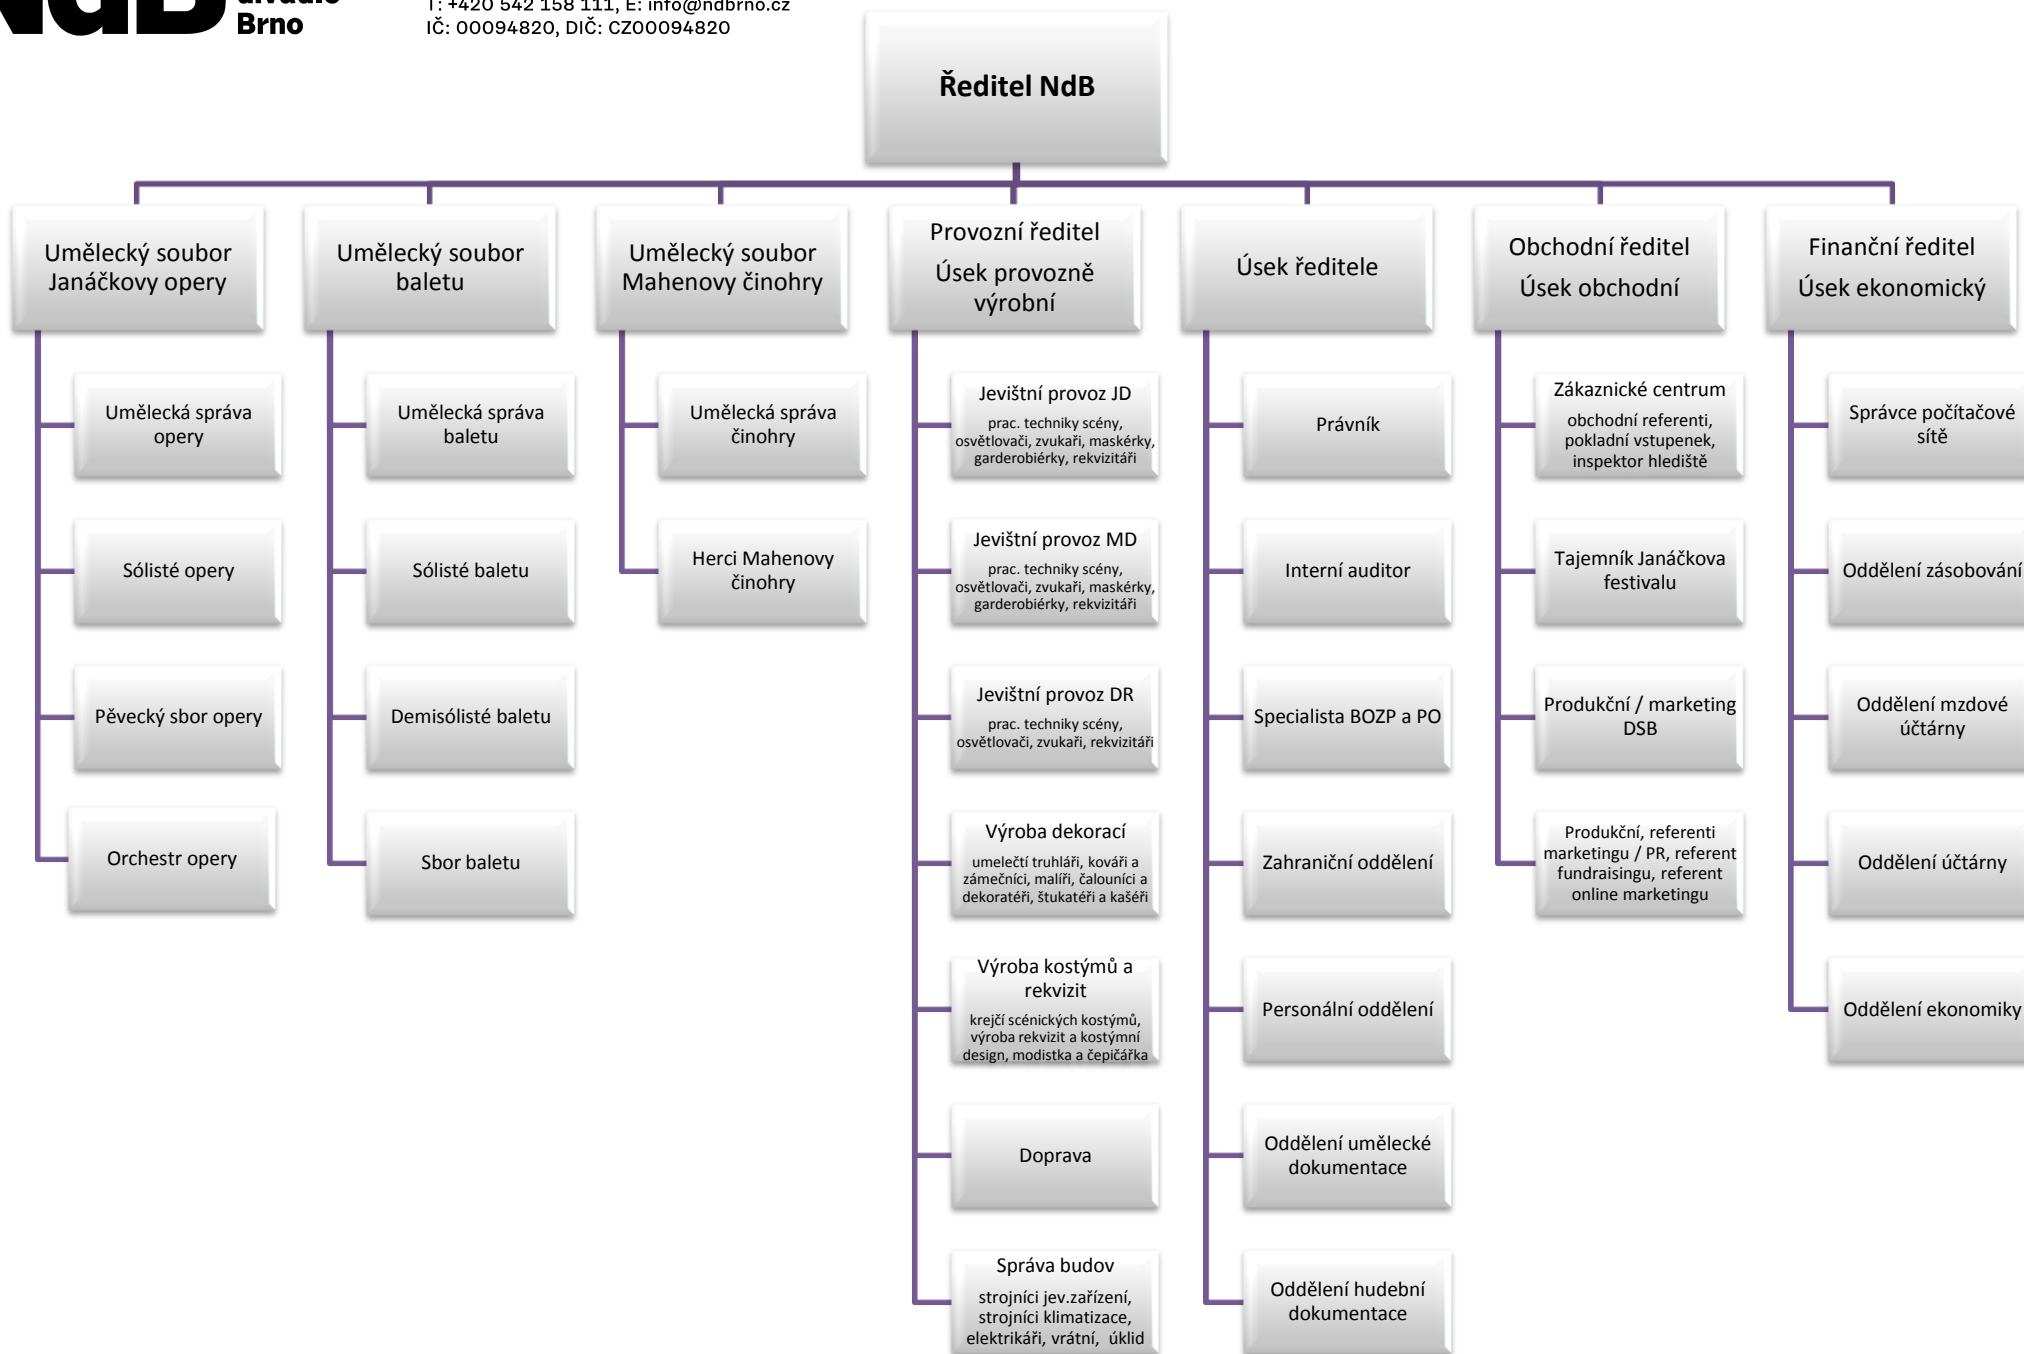 NdB
Brno
T: +420 542 158 111, E: info@ndbrno.cz
IČ: 00094820, DIČ: CZ00094820
Ředitel NdB
Umělecký soubor
Janáčkovy opery
Umělecká správa
opery
Sólisté opery
Pěvecký sbor opery
Orchestr opery
Umělecký soubor
baletu
Umělecká správa
baletu
Sólisté baletu
Demisólisté baletu
Sbor baletu
Umělecký soubor
Mahenovy činohry
Umělecká správa
činohry
Herci Mahenovy
činohry
Provozní ředitel
Úsek provozně
výrobní
Jevištní provoz JD
prac. techniky scény,
osvětlovači, zvukaři, maskérky,
garderobiérky, rekvizitáři
Jevištní provoz MD
prac. techniky scény,
osvětlovači, zvukaři, maskérky,
garderobiérky, rekvizitáři
Jevištní provoz DR
prac. techniky scény,
osvětlovači, zvukaři, rekvizitáři
Výroba dekorací
umelečtí truhláři, kováři a
zámečníci, malíři, čalouníci a
dekoratéři, štukatéři a kašéři
Výroba kostýmů a
rekvizit
krejčí scénických kostýmů,
výroba rekvizit a kostýmní
design, modistka a čepičářka
Doprava
Správa budov
strojníci jev.zařízení,
strojníci klimatizace,
elektrikáři, vrátní, úklid
Úsek ředitele
Právník
Interní auditor
Specialista BOZP a PO
Zahraniční oddělení
Personální oddělení
Oddělení umělecké
dokumentace
Oddělení hudební
dokumentace
Obchodní ředitel
Úsek obchodní
Zákaznické centrum
obchodní referenti,
pokladní vstupenek,
inspektor hlediště
Tajemník Janáčkova
festivalu
Produkční / marketing
DSB
Produkční, referenti
marketingu / PR, referent
fundraisingu, referent
online marketingu
Finanční ředitel
Úsek ekonomický
Správce počítačové
sítě
Oddělení zásobování
Oddělení mzdové
účtárny
Oddělení účtárny
Oddělení ekonomiky